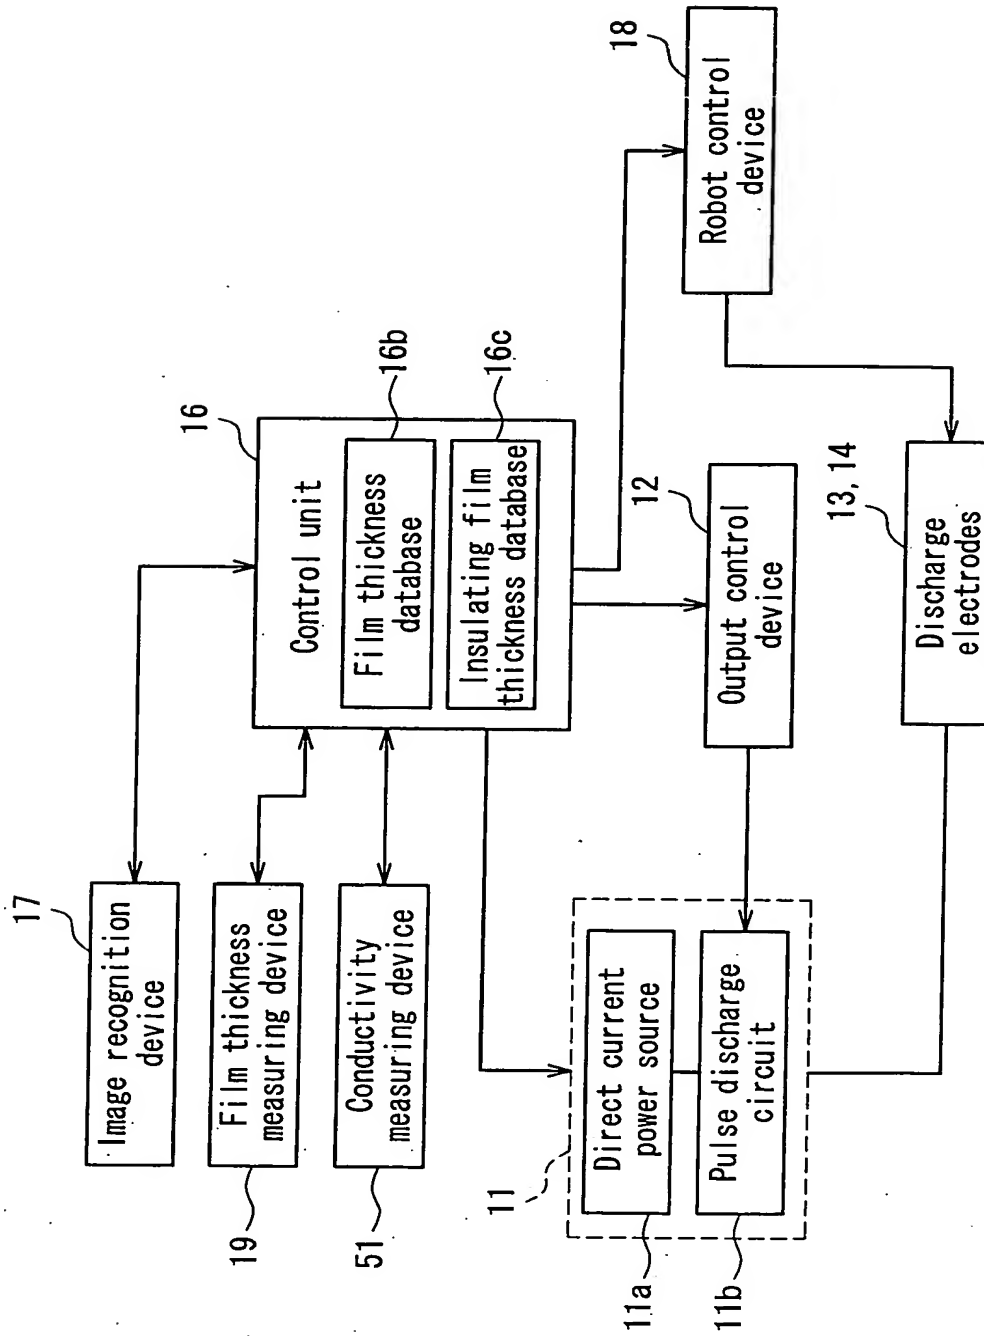 17
Image recognition
device
19
Film thickness
measuring device
51
Conductivity
measuring device
16
Control unit
Film thickness
database
16b
Insulating film
thickness database
16c
11
Direct current
power source
11a
Pulse discharge
circuit
11b
12
Output control
device
18
Robot control
device
13, 14
Discharge
electrodes